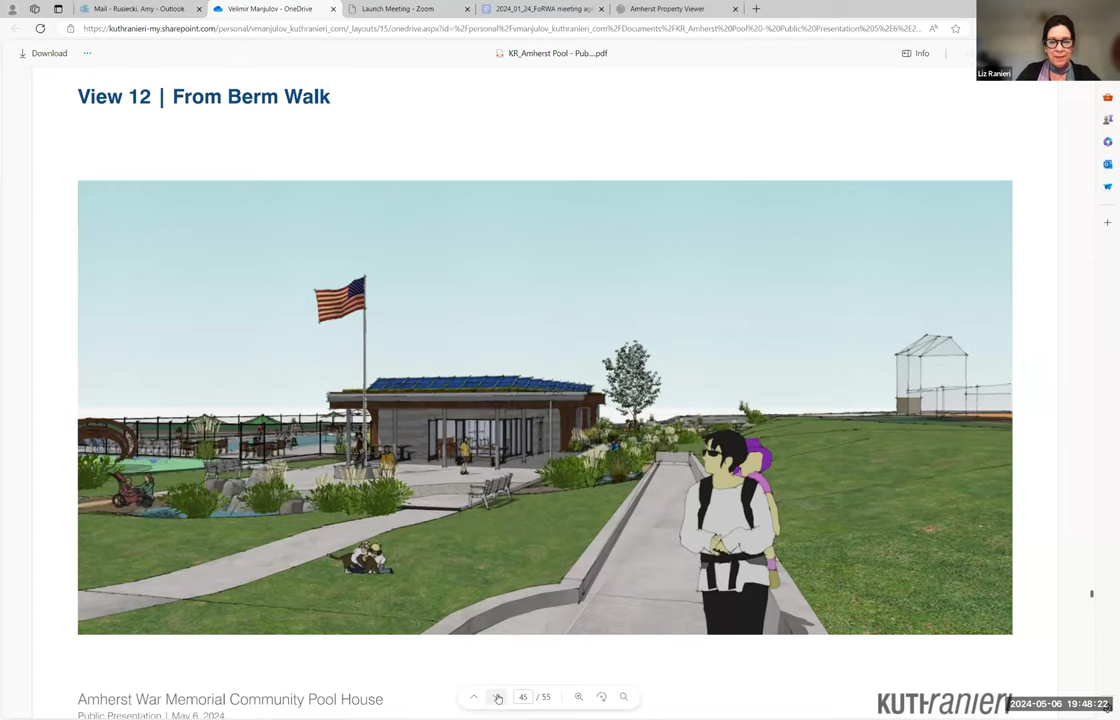 Mail - Rusiecki, Amy - Outlook
Velimir Manjulov - OneDrive
Launch Meeting - Zoom
2024_01_24_FoRWA meeting ag
Amherst Property Viewer
https://kuthranieri-my.sharepoint.com/personal/vmanjulov_kuthranieri_com/_layouts/15/onedrive.aspx?id=%2Fpersonal%2Fvmanjulov_kuthranieri_com%2FDocuments%2FKR_Amherst%20Pool%20-%20Public%20Presentation%205%2E6%2E2...
Download
KR_Amherst Pool - Pub....pdf
Info
Liz Ranieri
View 12 | From Berm Walk
45 / 55
Amherst War Memorial Community Pool House
Public Presentation | May 6, 2024
KUTHranieri
2024-05-06 19:48:22